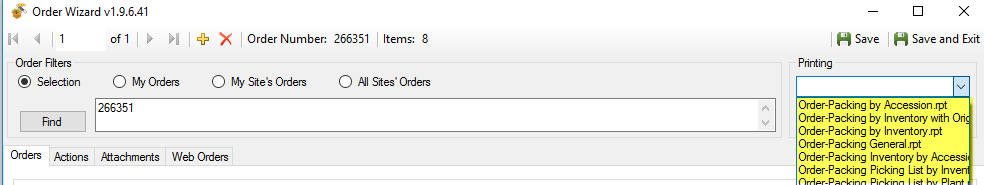 Order Wizard v1.9.6.41
1 of 1 Order Number: 266351 Items: 8 Save Save and Exit
Order Filters Printing
Selection My Orders My Site's Orders All Sites' Orders
Find 266351
Order-Packing by Accession.rpt
Order-Packing by Inventory with Orig
Order-Packing by Inventory.rpt
Order-Packing General.rpt
Order-Packing Inventory by Accessi
Order-Packing Picking List by Invent
Order-Packing Picking List by Plant
Orders Actions Attachments Web Orders